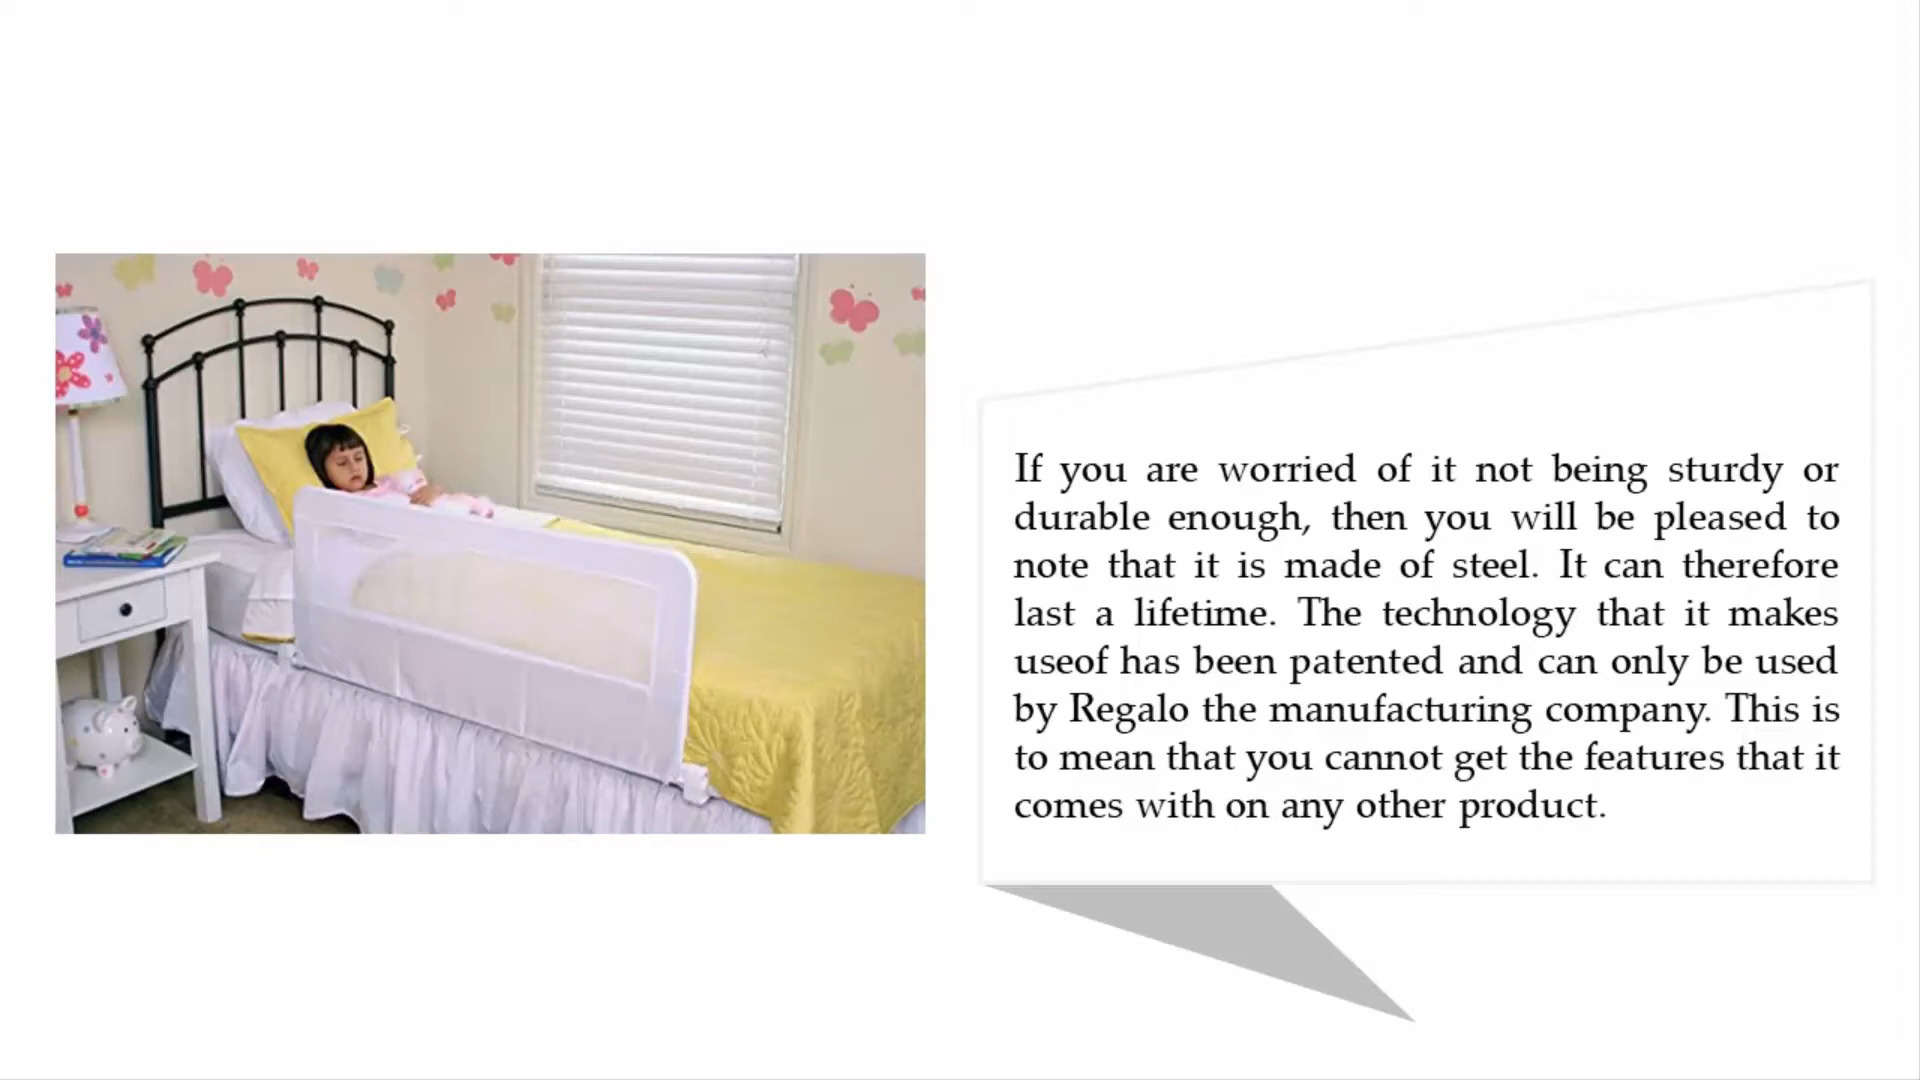 If you are worried of it not being sturdy or
durable enough, then you will be pleased to
note that it is made of steel. It can therefore
last a lifetime. The technology that it makes
useof has been patented and can only be used
by Regalo the manufacturing company. This is
to mean that you cannot get the features that it
comes with on any other product.